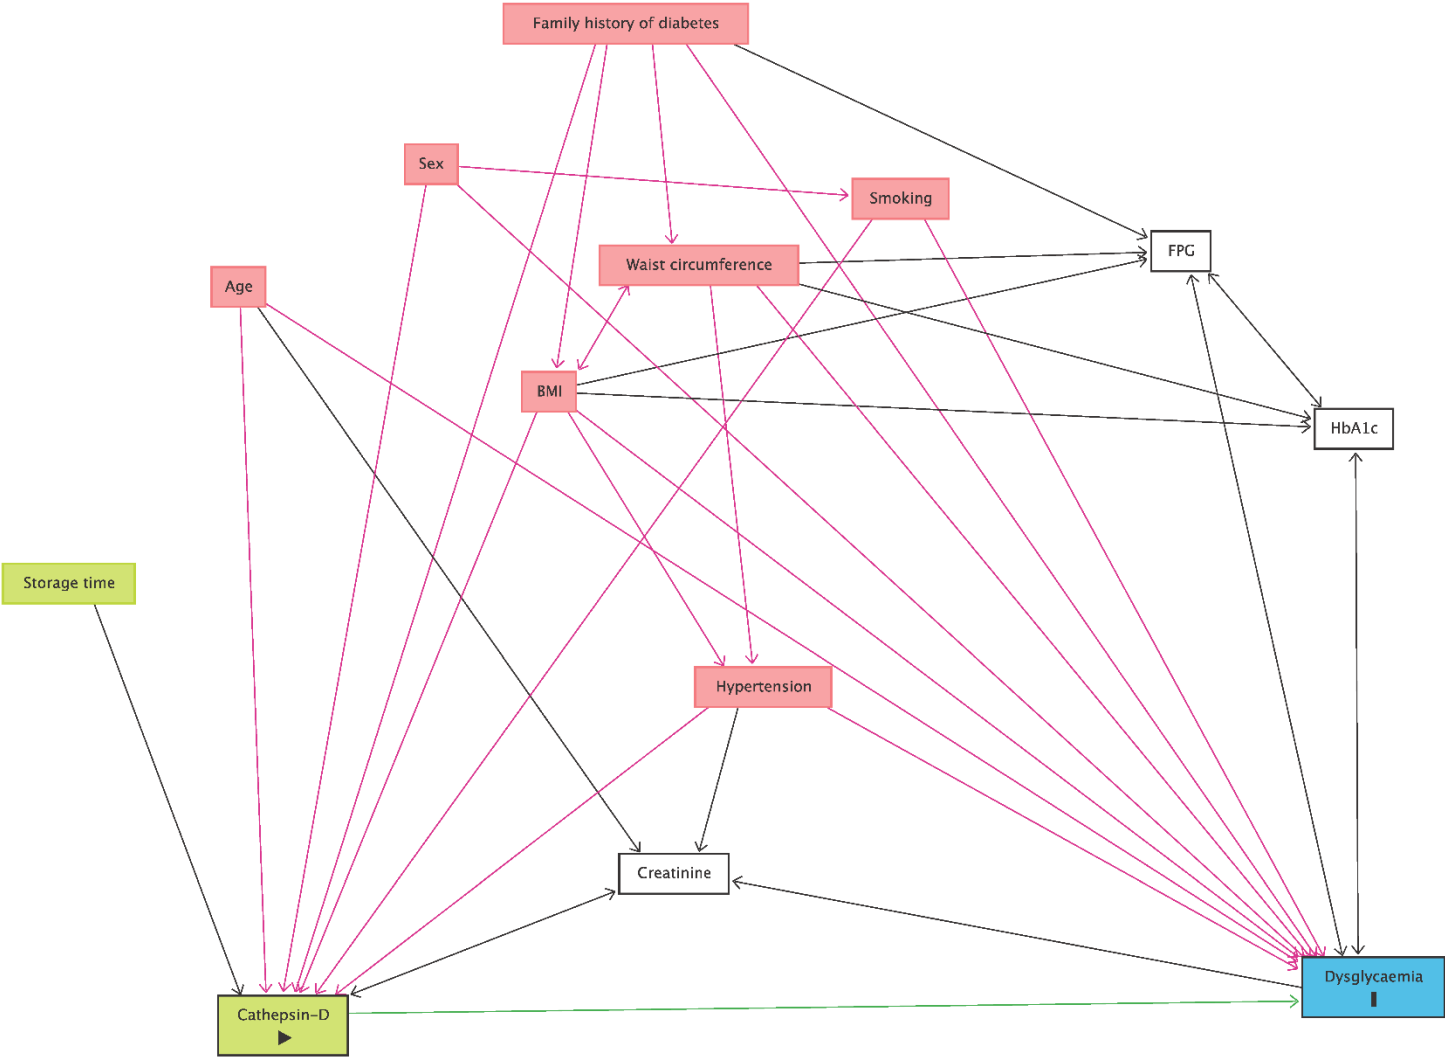 Family history of diabetes
Sex
Smoking
FPG
Waist circumference
Age
BMI
HbA1c
Storage time
Hypertension
Creatinine
Dysglycaemia
Cathepsin-D